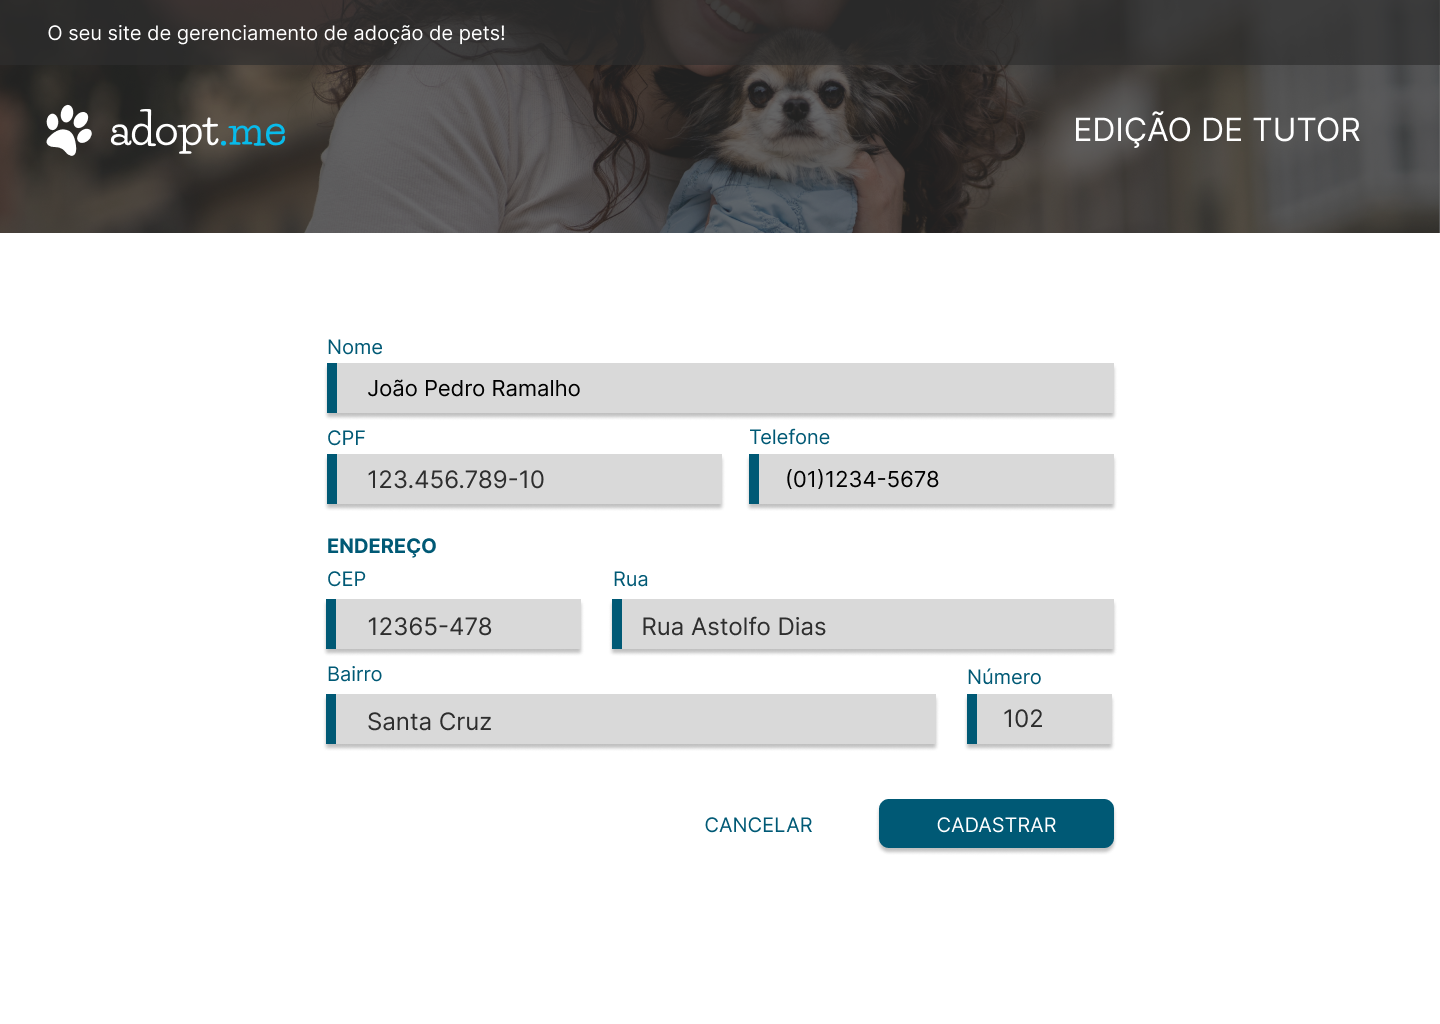 O seu site de gerenciamento de adoção de pets!
adopt.me
EDIÇÃO DE TUTOR
Nome
João Pedro Ramalho
CPF
Telefone
123.456.789-10
(01)1234-5678
ENDEREÇO
CEP
Rua
12365-478
Rua Astolfo Dias
Bairro
Número
Santa Cruz
102
CANCELAR
CADASTRAR